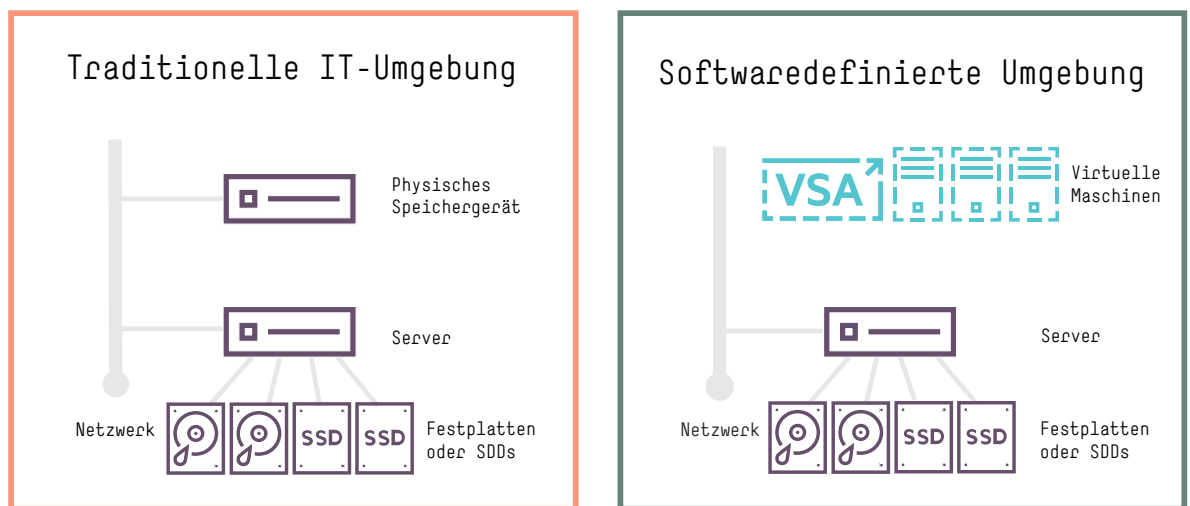 Traditionelle IT-Umgebung
Physisches
Speichergerät
Server
Netzwerk
SSD
SSD
Festplatten
oder SDDs
Softwaredefinierte Umgebung
VSA
Virtuelle
Maschinen
Server
Netzwerk
SSD
SSD
Festplatten
oder SDDs